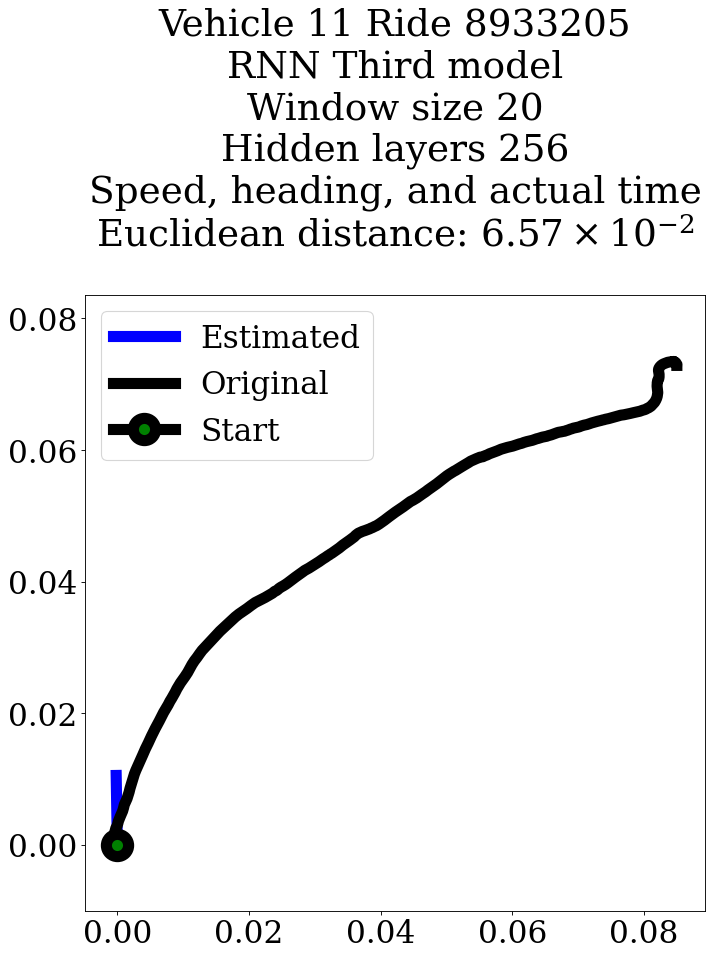 Vehicle 11 Ride 8933205
RNN Third model
Window size 20
Hidden layers 256
Speed, heading, and actual time
Euclidean distance: 6.57 × 10⁻²
Estimated
Original
Start
0.08
0.06
0.04
0.02
0.00
0.00 0.02 0.04 0.06 0.08